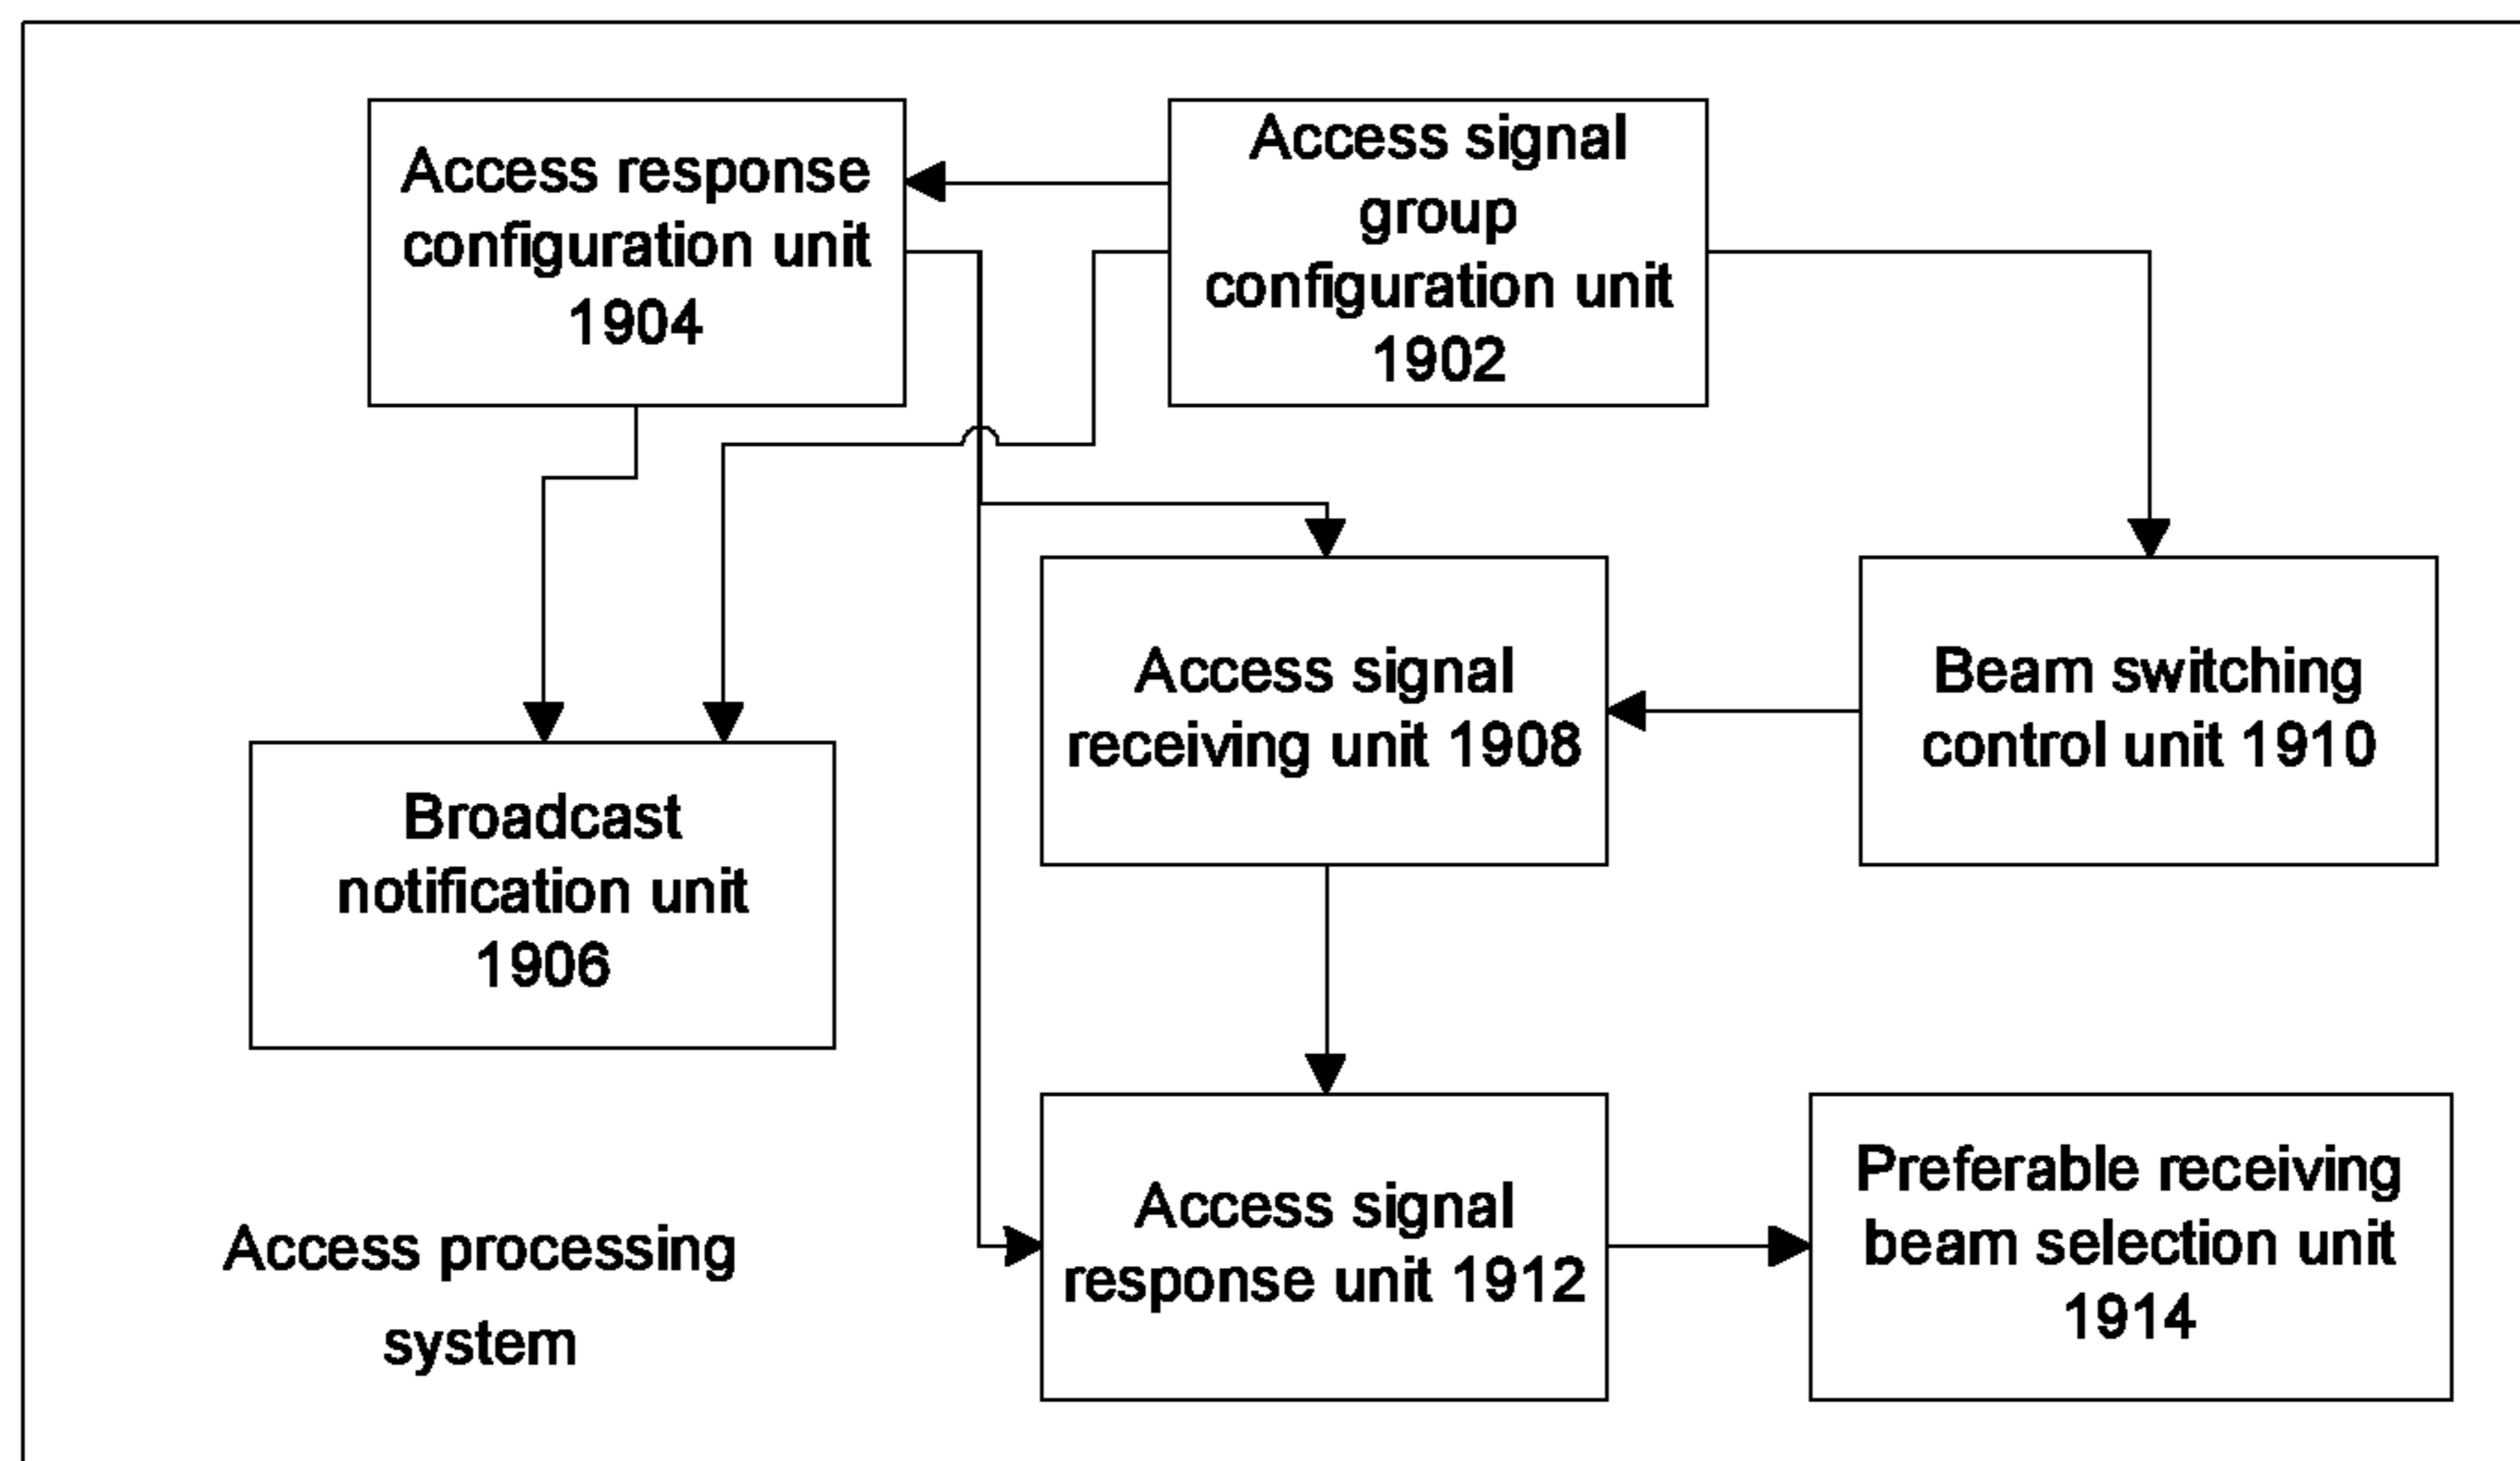 Access response
configuration unit
1904
Access signal
group
configuration unit
1902
Access signal
receiving unit 1908
Beam switching
control unit 1910
Broadcast
notification unit
1906
Access signal
response unit 1912
Preferable receiving
beam selection unit
1914
Access processing
system